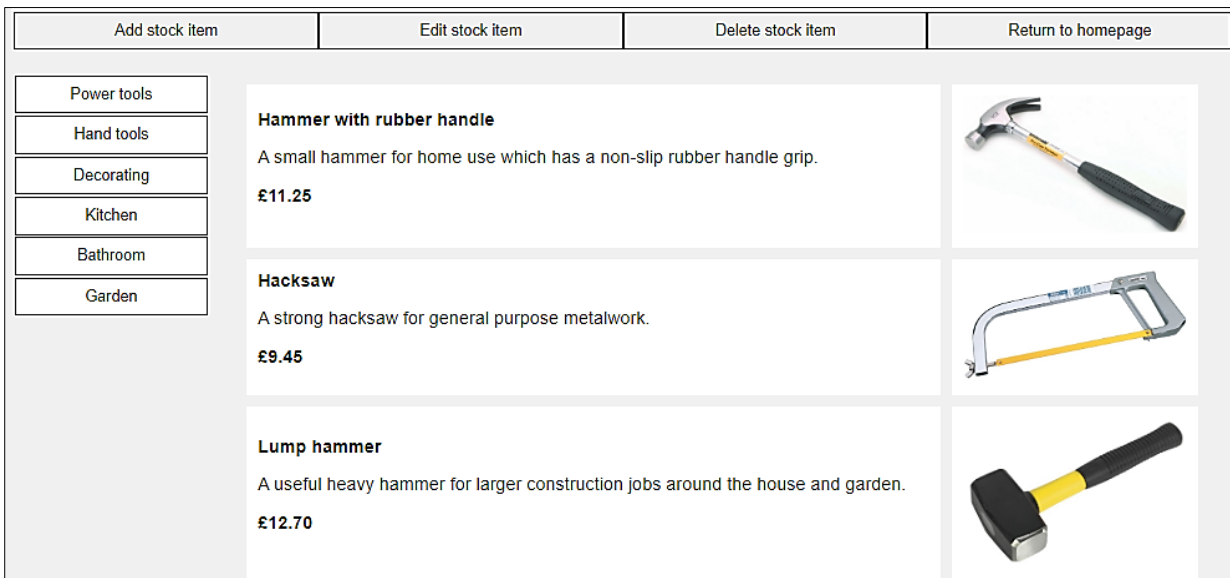 Add stock item
Edit stock item
Delete stock item
Return to homepage
Power tools
Hand tools
Decorating
Kitchen
Bathroom
Garden
Hammer with rubber handle
A small hammer for home use which has a non-slip rubber handle grip.
£11.25
Hacksaw
A strong hacksaw for general purpose metalwork.
£9.45
Lump hammer
A useful heavy hammer for larger construction jobs around the house and garden.
£12.70